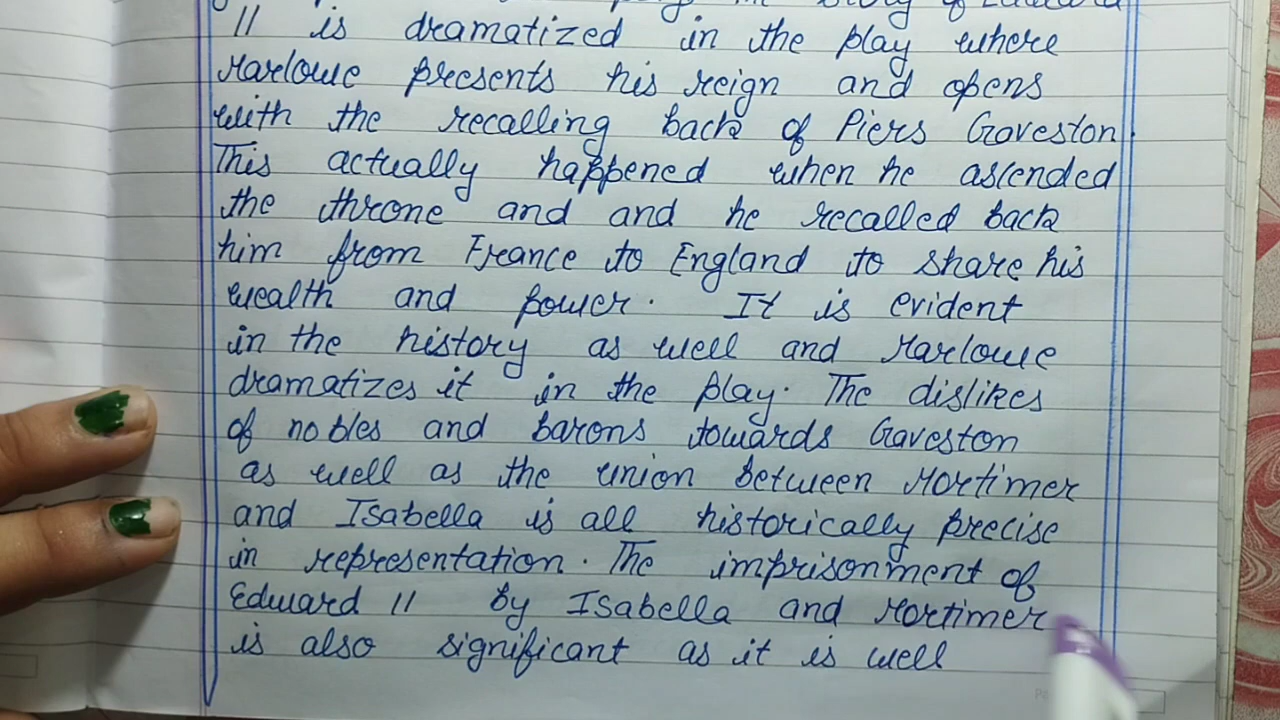 story of Edward
II is dramatized in the play where
Marlowe presents his reign and opens
with the recalling back of Piers Gaveston.
This actually happened when he ascended
the throne and and he recalled back
him from France to England to share his
wealth and power. It is evident
in the history as well and Marlowe
dramatizes it in the play. The dislikes
of nobles and barons towards Gaveston
as well as the union between Mortimer
and Isabella is all historically precise
in representation. The imprisonment of
Edward II by Isabella and Mortimer
is also significant as it is well